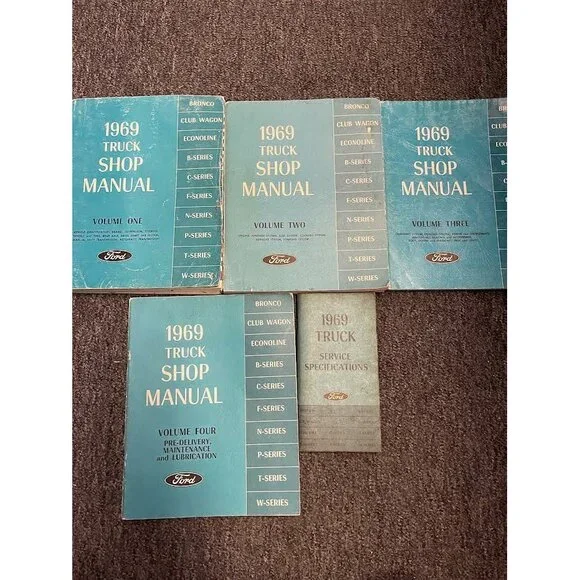 1969
TRUCK
SHOP
MANUAL
VOLUME ONE
Ford
BRONCO
CLUB WAGON
ECONOLINE
B-SERIES
C-SERIES
F-SERIES
N-SERIES
P-SERIES
T-SERIES
W-SERIES
1969
TRUCK
SHOP
MANUAL
VOLUME TWO
Ford
BRONCO
CLUB WAGON
ECONOLINE
B-SERIES
C-SERIES
F-SERIES
N-SERIES
P-SERIES
T-SERIES
W-SERIES
1969
TRUCK
SHOP
MANUAL
VOLUME THREE
Ford
1969
TRUCK
SHOP
MANUAL
VOLUME FOUR
PRE-DELIVERY,
MAINTENANCE
and LUBRICATION
Ford
BRONCO
CLUB WAGON
ECONOLINE
B-SERIES
C-SERIES
F-SERIES
N-SERIES
P-SERIES
T-SERIES
W-SERIES
1969
TRUCK
SERVICE
SPECIFICATIONS
Ford